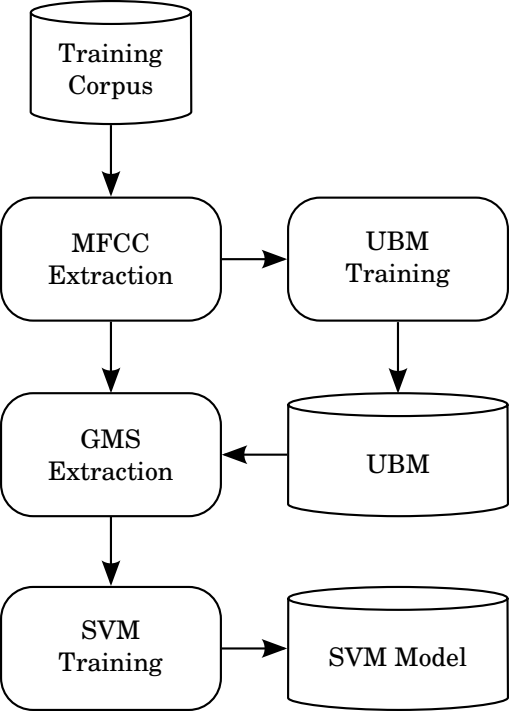 Training
Corpus
MFCC
Extraction
UBM
Training
GMS
Extraction
UBM
SVM
Training
SVM Model